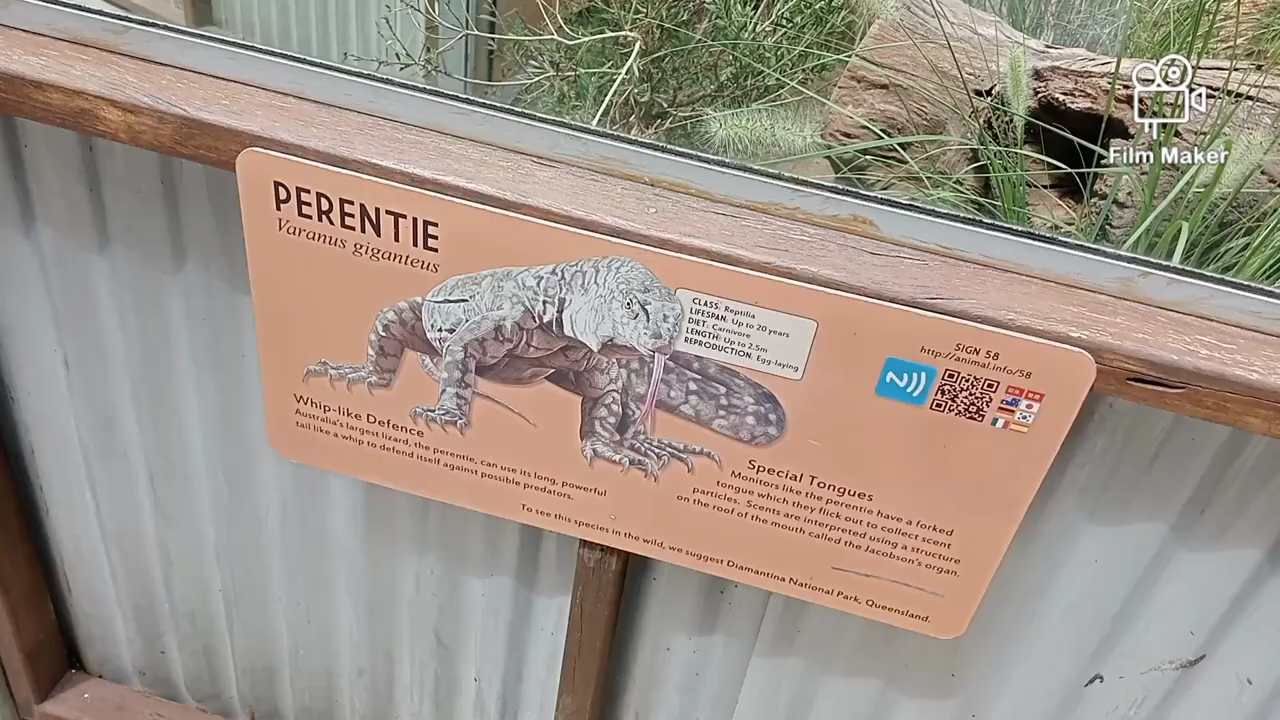 Film Maker
PERENTIE
Varanus giganteus
CLASS: Reptilia
LIFESPAN: Up to 20 years
DIET: Carnivore
LENGTH: Up to 2.5m
REPRODUCTION: Egg-laying
SIGN 58
http://animal.info/58
Whip-like Defence
Australia's largest lizard, the perentie, can use its long, powerful
tail like a whip to defend itself against possible predators.
Special Tongues
Monitors like the perentie have a forked
tongue which they flick out to collect scent
particles. Scents are interpreted using a structure
on the roof of the mouth called the Jacobson's organ.
To see this species in the wild, we suggest Diamantina National Park, Queensland.